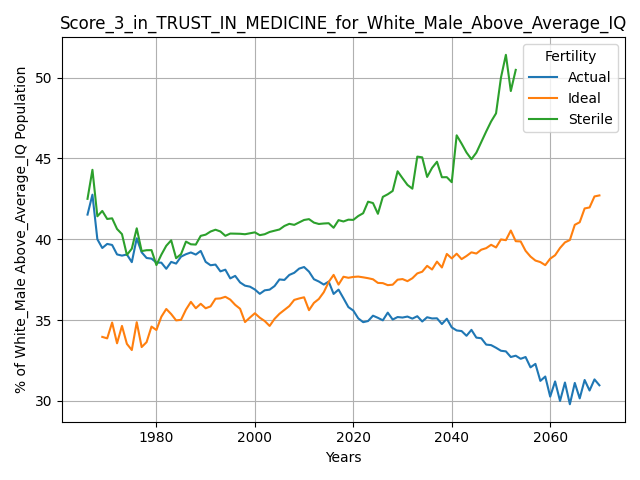 Score_3_in_TRUST_IN_MEDICINE_for_White_Male_Above_Average_IQ
% of White_Male Above_Average_IQ Population
50
45
40
35
30
1980
2000
2020
2040
2060
Years
Fertility
Actual
Ideal
Sterile